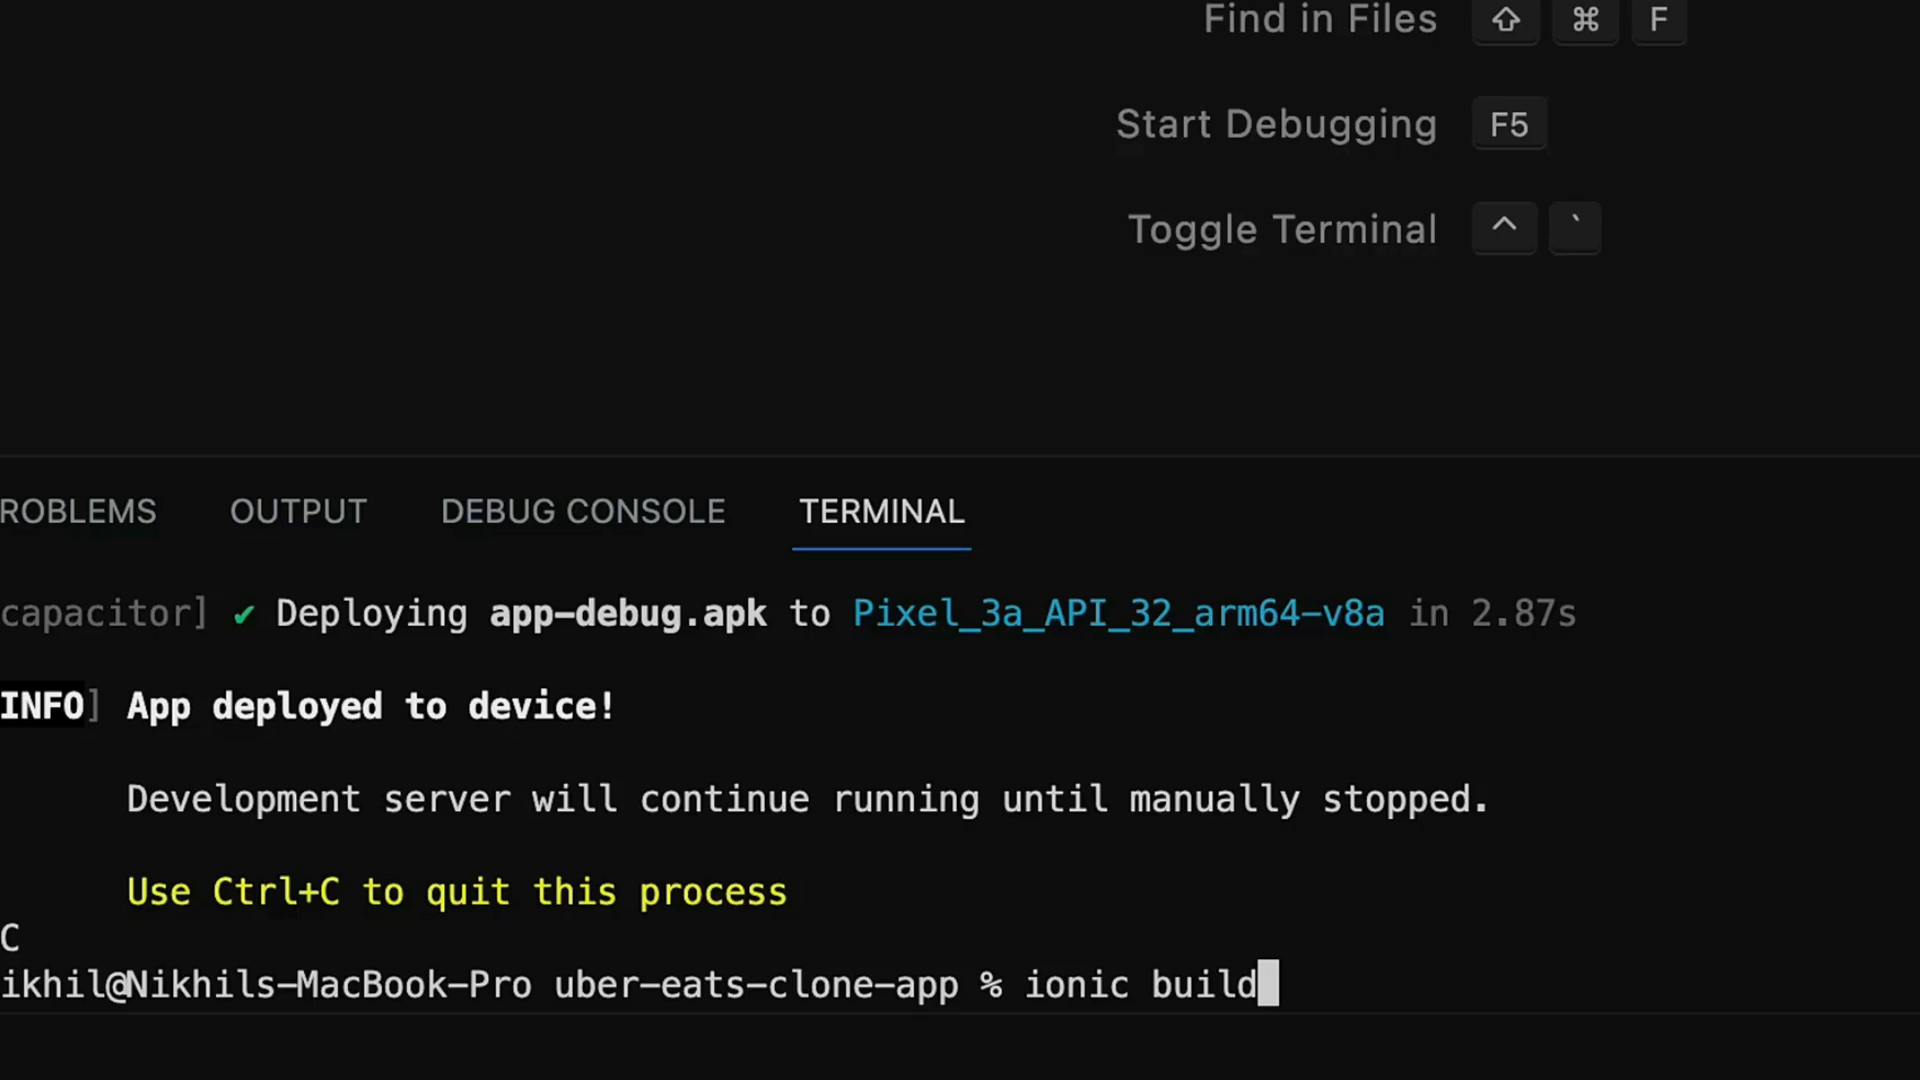 Find in Files ⇧ ⌘ F
Start Debugging F5
Toggle Terminal ^ `
ROBLEMS OUTPUT DEBUG CONSOLE TERMINAL
capacitor] ✔ Deploying app-debug.apk to Pixel_3a_API_32_arm64-v8a in 2.87s
INFO] App deployed to device!
Development server will continue running until manually stopped.
Use Ctrl+C to quit this process
C
ikhil@Nikhils-MacBook-Pro uber-eats-clone-app % ionic build